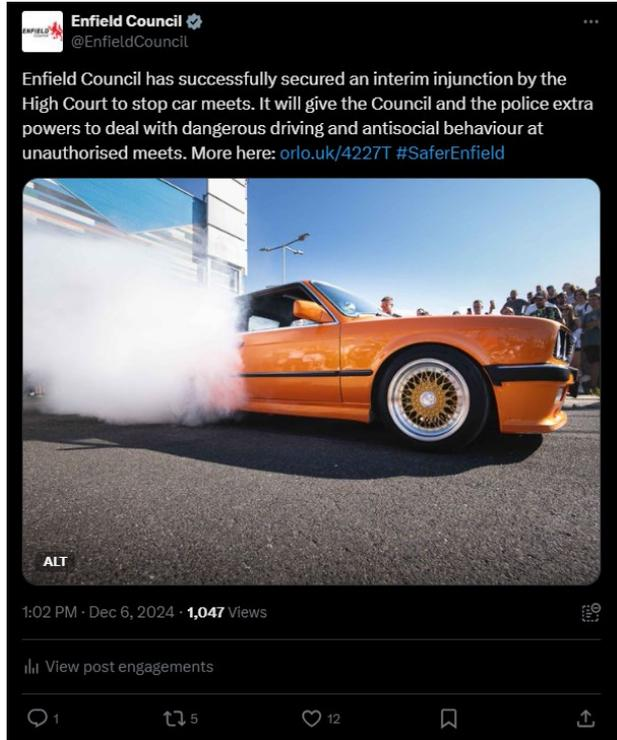 ENFIELD
Enfield Council
@EnfieldCouncil
Enfield Council has successfully secured an interim injunction by the
High Court to stop car meets. It will give the Council and the police extra
powers to deal with dangerous driving and antisocial behaviour at
unauthorised meets. More here: orlo.uk/4227T #SaferEnfield
ALT
1:02 PM · Dec 6, 2024 · 1,047 Views
View post engagements
1 5 12